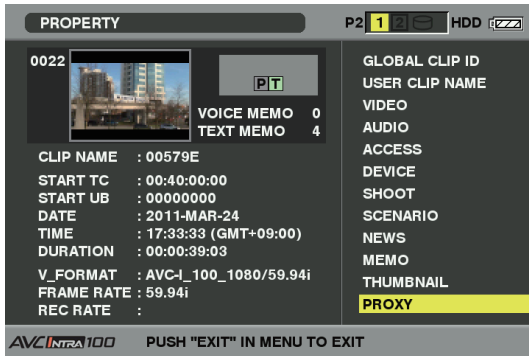 PROPERTY
P2 1 2 HDD
0022
P T
VOICE MEMO 0
TEXT MEMO 4
CLIP NAME : 00579E
START TC : 00:40:00:00
START UB : 00000000
DATE : 2011-MAR-24
TIME : 17:33:33 (GMT+09:00)
DURATION : 00:00:39:03
V_FORMAT : AVC-I_100_1080/59.94i
FRAME RATE : 59.94i
REC RATE :
GLOBAL CLIP ID
USER CLIP NAME
VIDEO
AUDIO
ACCESS
DEVICE
SHOOT
SCENARIO
NEWS
MEMO
THUMBNAIL
PROXY
AVC INTRA 100 PUSH "EXIT" IN MENU TO EXIT